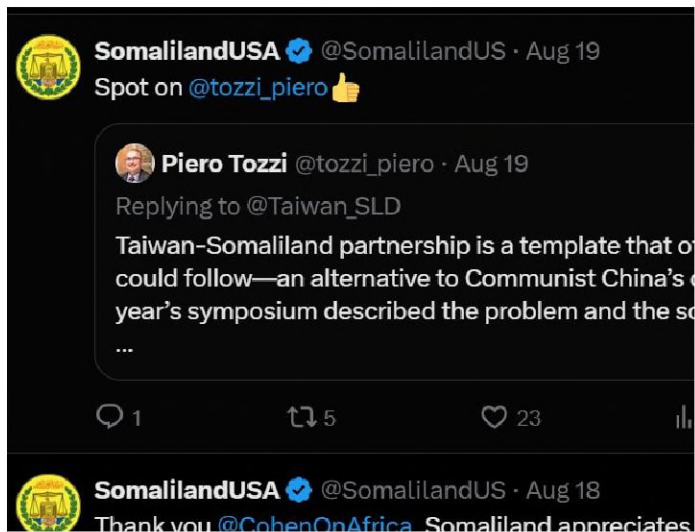 SomalilandUSA @SomalilandUS · Aug 19
Spot on @tozzi_piero👍
Piero Tozzi @tozzi_piero · Aug 19
Replying to @Taiwan_SLD
Taiwan-Somaliland partnership is a template that
could follow—an alternative to Communist China's
year's symposium described the problem and the
...
1 5 23
SomalilandUSA @SomalilandUS · Aug 18
Thank you @CohenOnAfrica. Somaliland appreciates